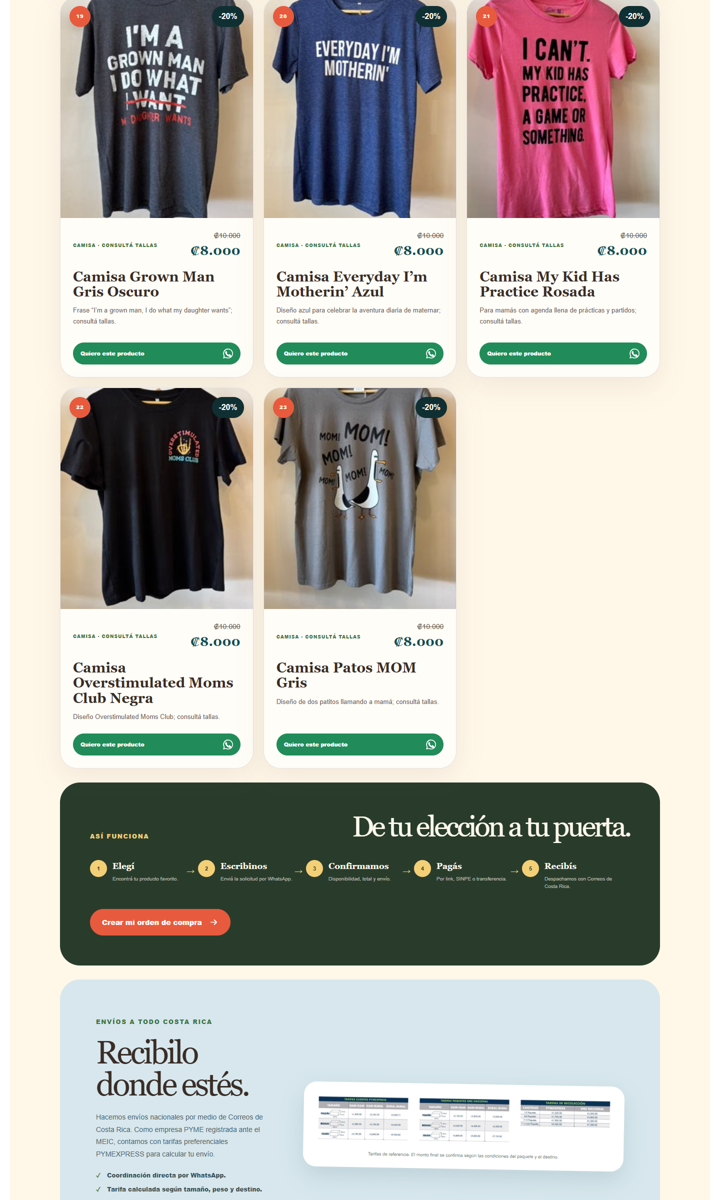 19
-20%
I'M A
GROWN MAN
I DO WHAT
I WANT
DAUGHTER WANTS
20
-20%
EVERYDAY I'M
MOTHERIN'
21
-20%
I CAN'T.
MY KID HAS
PRACTICE,
A GAME OR
SOMETHING.
CAMISA · CONSULTÁ TALLAS
₡10.000
₡8.000
Camisa Grown Man
Gris Oscuro
Frase “I’m a grown man, I do what my daughter wants”;
consultá tallas.
Quiero este producto
CAMISA · CONSULTÁ TALLAS
₡10.000
₡8.000
Camisa Everyday I’m
Motherin’ Azul
Diseño azul para celebrar la aventura diaria de maternar;
consultá tallas.
Quiero este producto
CAMISA · CONSULTÁ TALLAS
₡10.000
₡8.000
Camisa My Kid Has
Practice Rosada
Para mamás con agenda llena de prácticas y partidos;
consultá tallas.
Quiero este producto
22
-20%
OVERSTIMULATED
MOMS CLUB
23
-20%
MOM! MOM!
MOM!
MOM! MOM! MOM!
CAMISA · CONSULTÁ TALLAS
₡10.000
₡8.000
Camisa
Overstimulated Moms
Club Negra
Diseño Overstimulated Moms Club; consultá tallas.
Quiero este producto
CAMISA · CONSULTÁ TALLAS
₡10.000
₡8.000
Camisa Patos MOM
Gris
Diseño de dos patitos llamando a mamá; consultá tallas.
Quiero este producto
ASÍ FUNCIONA
De tu elección a tu puerta.
1
Elegí
Encontrá tu producto favorito.
→
2
Escribinos
Enviá la solicitud por WhatsApp.
→
3
Confirmamos
Disponibilidad, total y envío.
→
4
Pagás
Por link, SINPE o transferencia.
→
5
Recibís
Despachamos con Correos de
Costa Rica.
Crear mi orden de compra →
ENVÍOS A TODO COSTA RICA
Recibilo
donde estés.
Hacemos envíos nacionales por medio de Correos de
Costa Rica. Como empresa PYME registrada ante el
MEIC, contamos con tarifas preferenciales
PYMEXPRESS para calcular tu envío.
✓ Coordinación directa por WhatsApp.
✓ Tarifa calculada según tamaño, peso y destino.
Tarifas de referencia. El monto final se confirma según las condiciones del paquete y el destino.